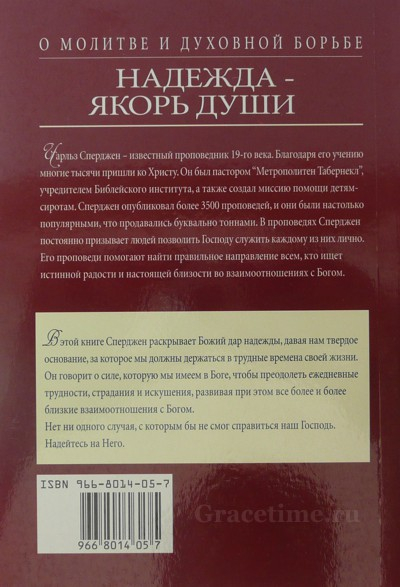 О МОЛИТВЕ И ДУХОВНОЙ БОРЬБЕ
НАДЕЖДА -
ЯКОРЬ ДУШИ
Чарльз Сперджен – известный проповедник 19-го века. Благодаря его учению
многие тысячи пришли ко Христу. Он был пастором "Метрополитен Табернекл",
учредителем Библейского института, а также создал миссию помощи детям-
сиротам. Сперджен опубликовал более 3500 проповедей, и они были настолько
популярными, что продавались буквально тоннами. В проповедях Сперджен
постоянно призывает людей позволить Господу служить каждому из них лично.
Его проповеди помогают найти правильное направление всем, кто ищет
истинной радости и настоящей близости во взаимоотношениях с Богом.
В этой книге Сперджен раскрывает Божий дар надежды, давая нам твердое
основание, за которое мы должны держаться в трудные времена своей жизни.
Он говорит о силе, которую мы имеем в Боге, чтобы преодолеть ежедневные
трудности, страдания и искушения, развивая при этом все более и более
близкие взаимоотношения с Богом.
Нет ни одного случая, с которым бы не смог справиться наш Господь.
Надейтесь на Него.
ISBN 966-8014-05-7
966 8014 05 7
Gracetime.ru